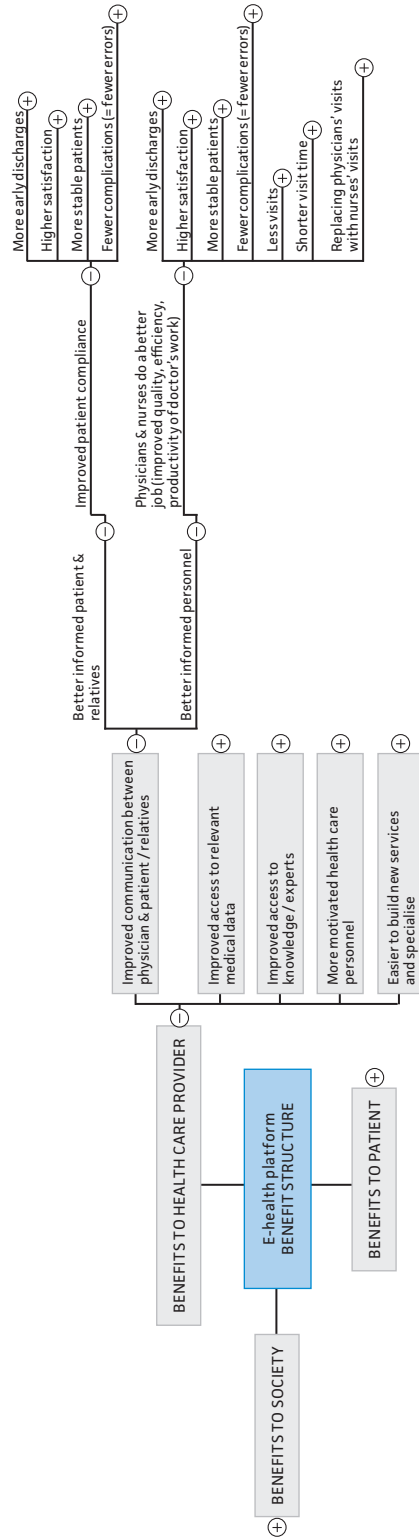 E-health platform
BENEFIT STRUCTURE
BENEFITS TO SOCIETY
BENEFITS TO PATIENT
BENEFITS TO HEALTH CARE PROVIDER
Improved communication between
physician & patient / relatives
Improved access to relevant
medical data
Improved access to
knowledge / experts
More motivated health care
personnel
Easier to build new services
and specialise
Better informed patient &
relatives
Better informed personnel
Improved patient compliance
Physicians & nurses do a better
job (improved quality, efficiency,
productivity of doctor's work)
More early discharges
Higher satisfaction
More stable patients
Fewer complications (= fewer errors)
More early discharges
Higher satisfaction
More stable patients
Fewer complications (= fewer errors)
Less visits
Shorter visit time
Replacing physicians' visits
with nurses' visits